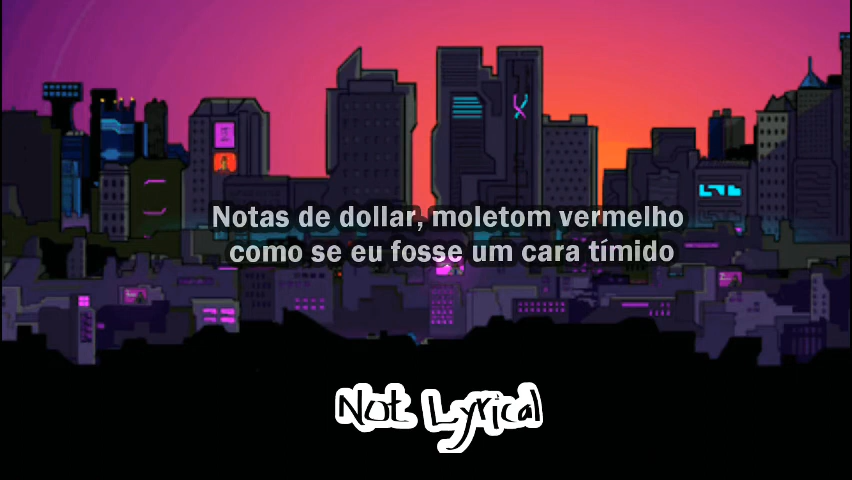 Notas de dollar, moletom vermelho
como se eu fosse um cara tímido
Not Lyrical